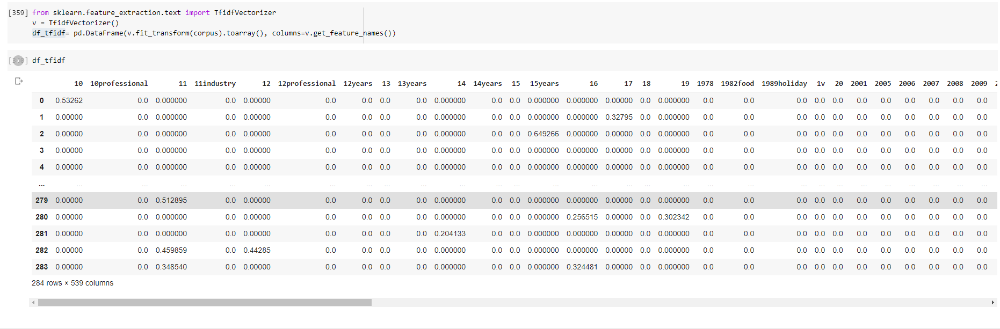 [359] from sklearn.feature_extraction.text import TfidfVectorizer
v = TfidfVectorizer()
df_tfidf= pd.DataFrame(v.fit_transform(corpus).toarray(), columns=v.get_feature_names())
df_tfidf
10 10professional 11 11industry 12 12professional 12years 13 13years 14 14years 15 15years 16 17 18 19 1978 1982food 1989holiday 1v 20 2001 2005 2006 2007 2008 2009
0 0.53262 0.0 0.000000 0.0 0.00000 0.0 0.0 0.0 0.0 0.000000 0.0 0.0 0.000000 0.000000 0.00000 0.0 0.000000 0.0 0.0 0.0 0.0 0.0 0.0 0.0 0.0 0.0 0.0 0.0
1 0.00000 0.0 0.000000 0.0 0.00000 0.0 0.0 0.0 0.0 0.000000 0.0 0.0 0.000000 0.000000 0.32795 0.0 0.000000 0.0 0.0 0.0 0.0 0.0 0.0 0.0 0.0 0.0 0.0 0.0
2 0.00000 0.0 0.000000 0.0 0.00000 0.0 0.0 0.0 0.0 0.000000 0.0 0.0 0.649266 0.000000 0.00000 0.0 0.000000 0.0 0.0 0.0 0.0 0.0 0.0 0.0 0.0 0.0 0.0 0.0
3 0.00000 0.0 0.000000 0.0 0.00000 0.0 0.0 0.0 0.0 0.000000 0.0 0.0 0.000000 0.000000 0.00000 0.0 0.000000 0.0 0.0 0.0 0.0 0.0 0.0 0.0 0.0 0.0 0.0 0.0
4 0.00000 0.0 0.000000 0.0 0.00000 0.0 0.0 0.0 0.0 0.000000 0.0 0.0 0.000000 0.000000 0.00000 0.0 0.000000 0.0 0.0 0.0 0.0 0.0 0.0 0.0 0.0 0.0 0.0 0.0
... ... ... ... ... ... ... ... ... ... ... ... ... ... ... ... ... ... ... ... ... ... ... ... ... ... ... ... ...
279 0.00000 0.0 0.512895 0.0 0.00000 0.0 0.0 0.0 0.0 0.000000 0.0 0.0 0.000000 0.000000 0.00000 0.0 0.000000 0.0 0.0 0.0 0.0 0.0 0.0 0.0 0.0 0.0 0.0 0.0
280 0.00000 0.0 0.000000 0.0 0.00000 0.0 0.0 0.0 0.0 0.000000 0.0 0.0 0.000000 0.256515 0.00000 0.0 0.302342 0.0 0.0 0.0 0.0 0.0 0.0 0.0 0.0 0.0 0.0 0.0
281 0.00000 0.0 0.000000 0.0 0.00000 0.0 0.0 0.0 0.0 0.204133 0.0 0.0 0.000000 0.000000 0.00000 0.0 0.000000 0.0 0.0 0.0 0.0 0.0 0.0 0.0 0.0 0.0 0.0 0.0
282 0.00000 0.0 0.459859 0.0 0.44285 0.0 0.0 0.0 0.0 0.000000 0.0 0.0 0.000000 0.000000 0.00000 0.0 0.000000 0.0 0.0 0.0 0.0 0.0 0.0 0.0 0.0 0.0 0.0 0.0
283 0.00000 0.0 0.348540 0.0 0.00000 0.0 0.0 0.0 0.0 0.000000 0.0 0.0 0.000000 0.324481 0.00000 0.0 0.000000 0.0 0.0 0.0 0.0 0.0 0.0 0.0 0.0 0.0 0.0 0.0
284 rows × 539 columns